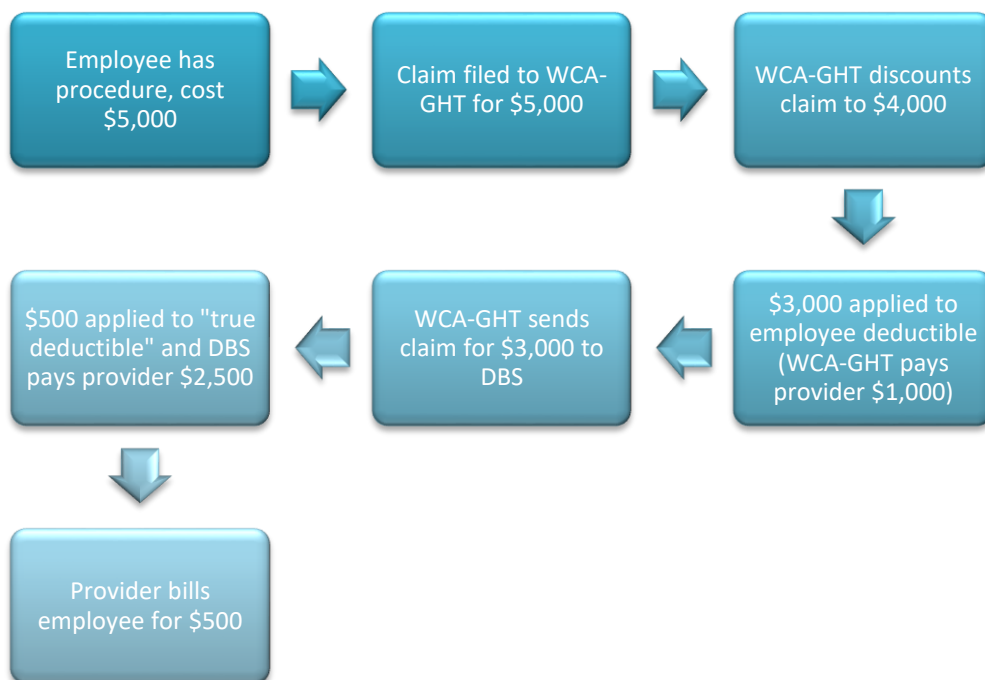 Employee has
procedure, cost
$5,000
Claim filed to WCA-
GHT for $5,000
WCA-GHT discounts
claim to $4,000
$3,000 applied to
employee deductible
(WCA-GHT pays
provider $1,000)
WCA-GHT sends
claim for $3,000 to
DBS
$500 applied to "true
deductible" and DBS
pays provider $2,500
Provider bills
employee for $500